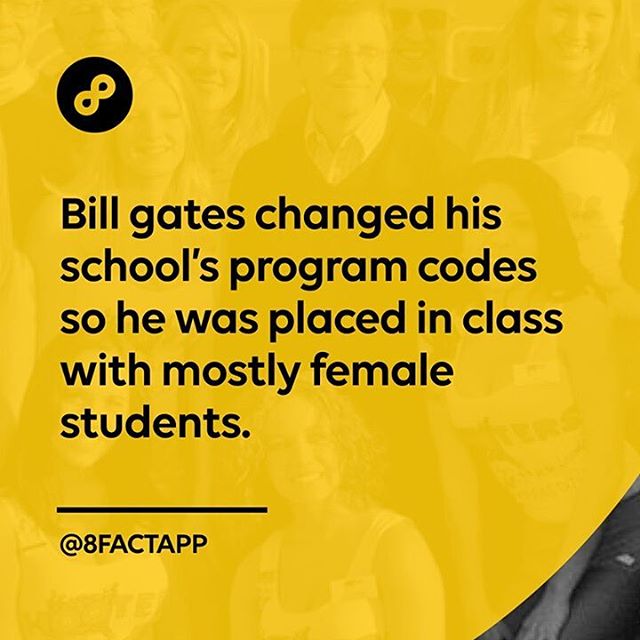 Bill gates changed his
school's program codes
so he was placed in class
with mostly female
students.
@8FACTAPP